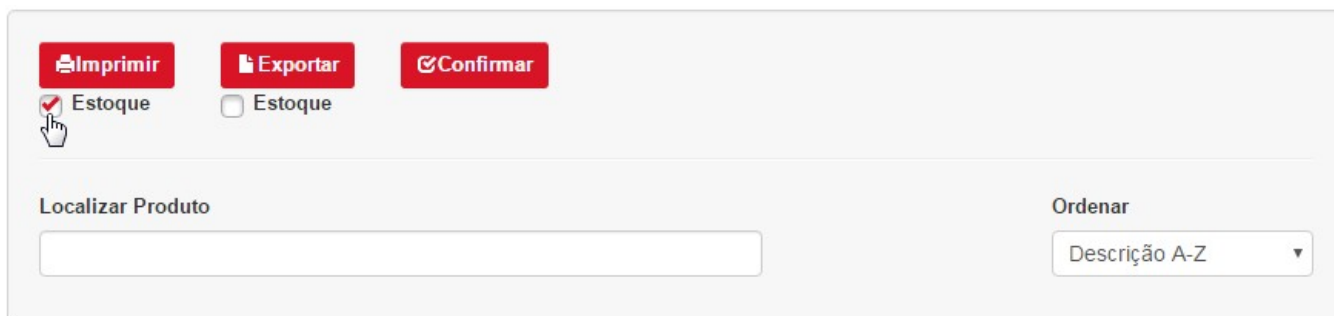 Imprimir Exportar Confirmar
Estoque Estoque
Localizar Produto Ordenar
Descrição A-Z